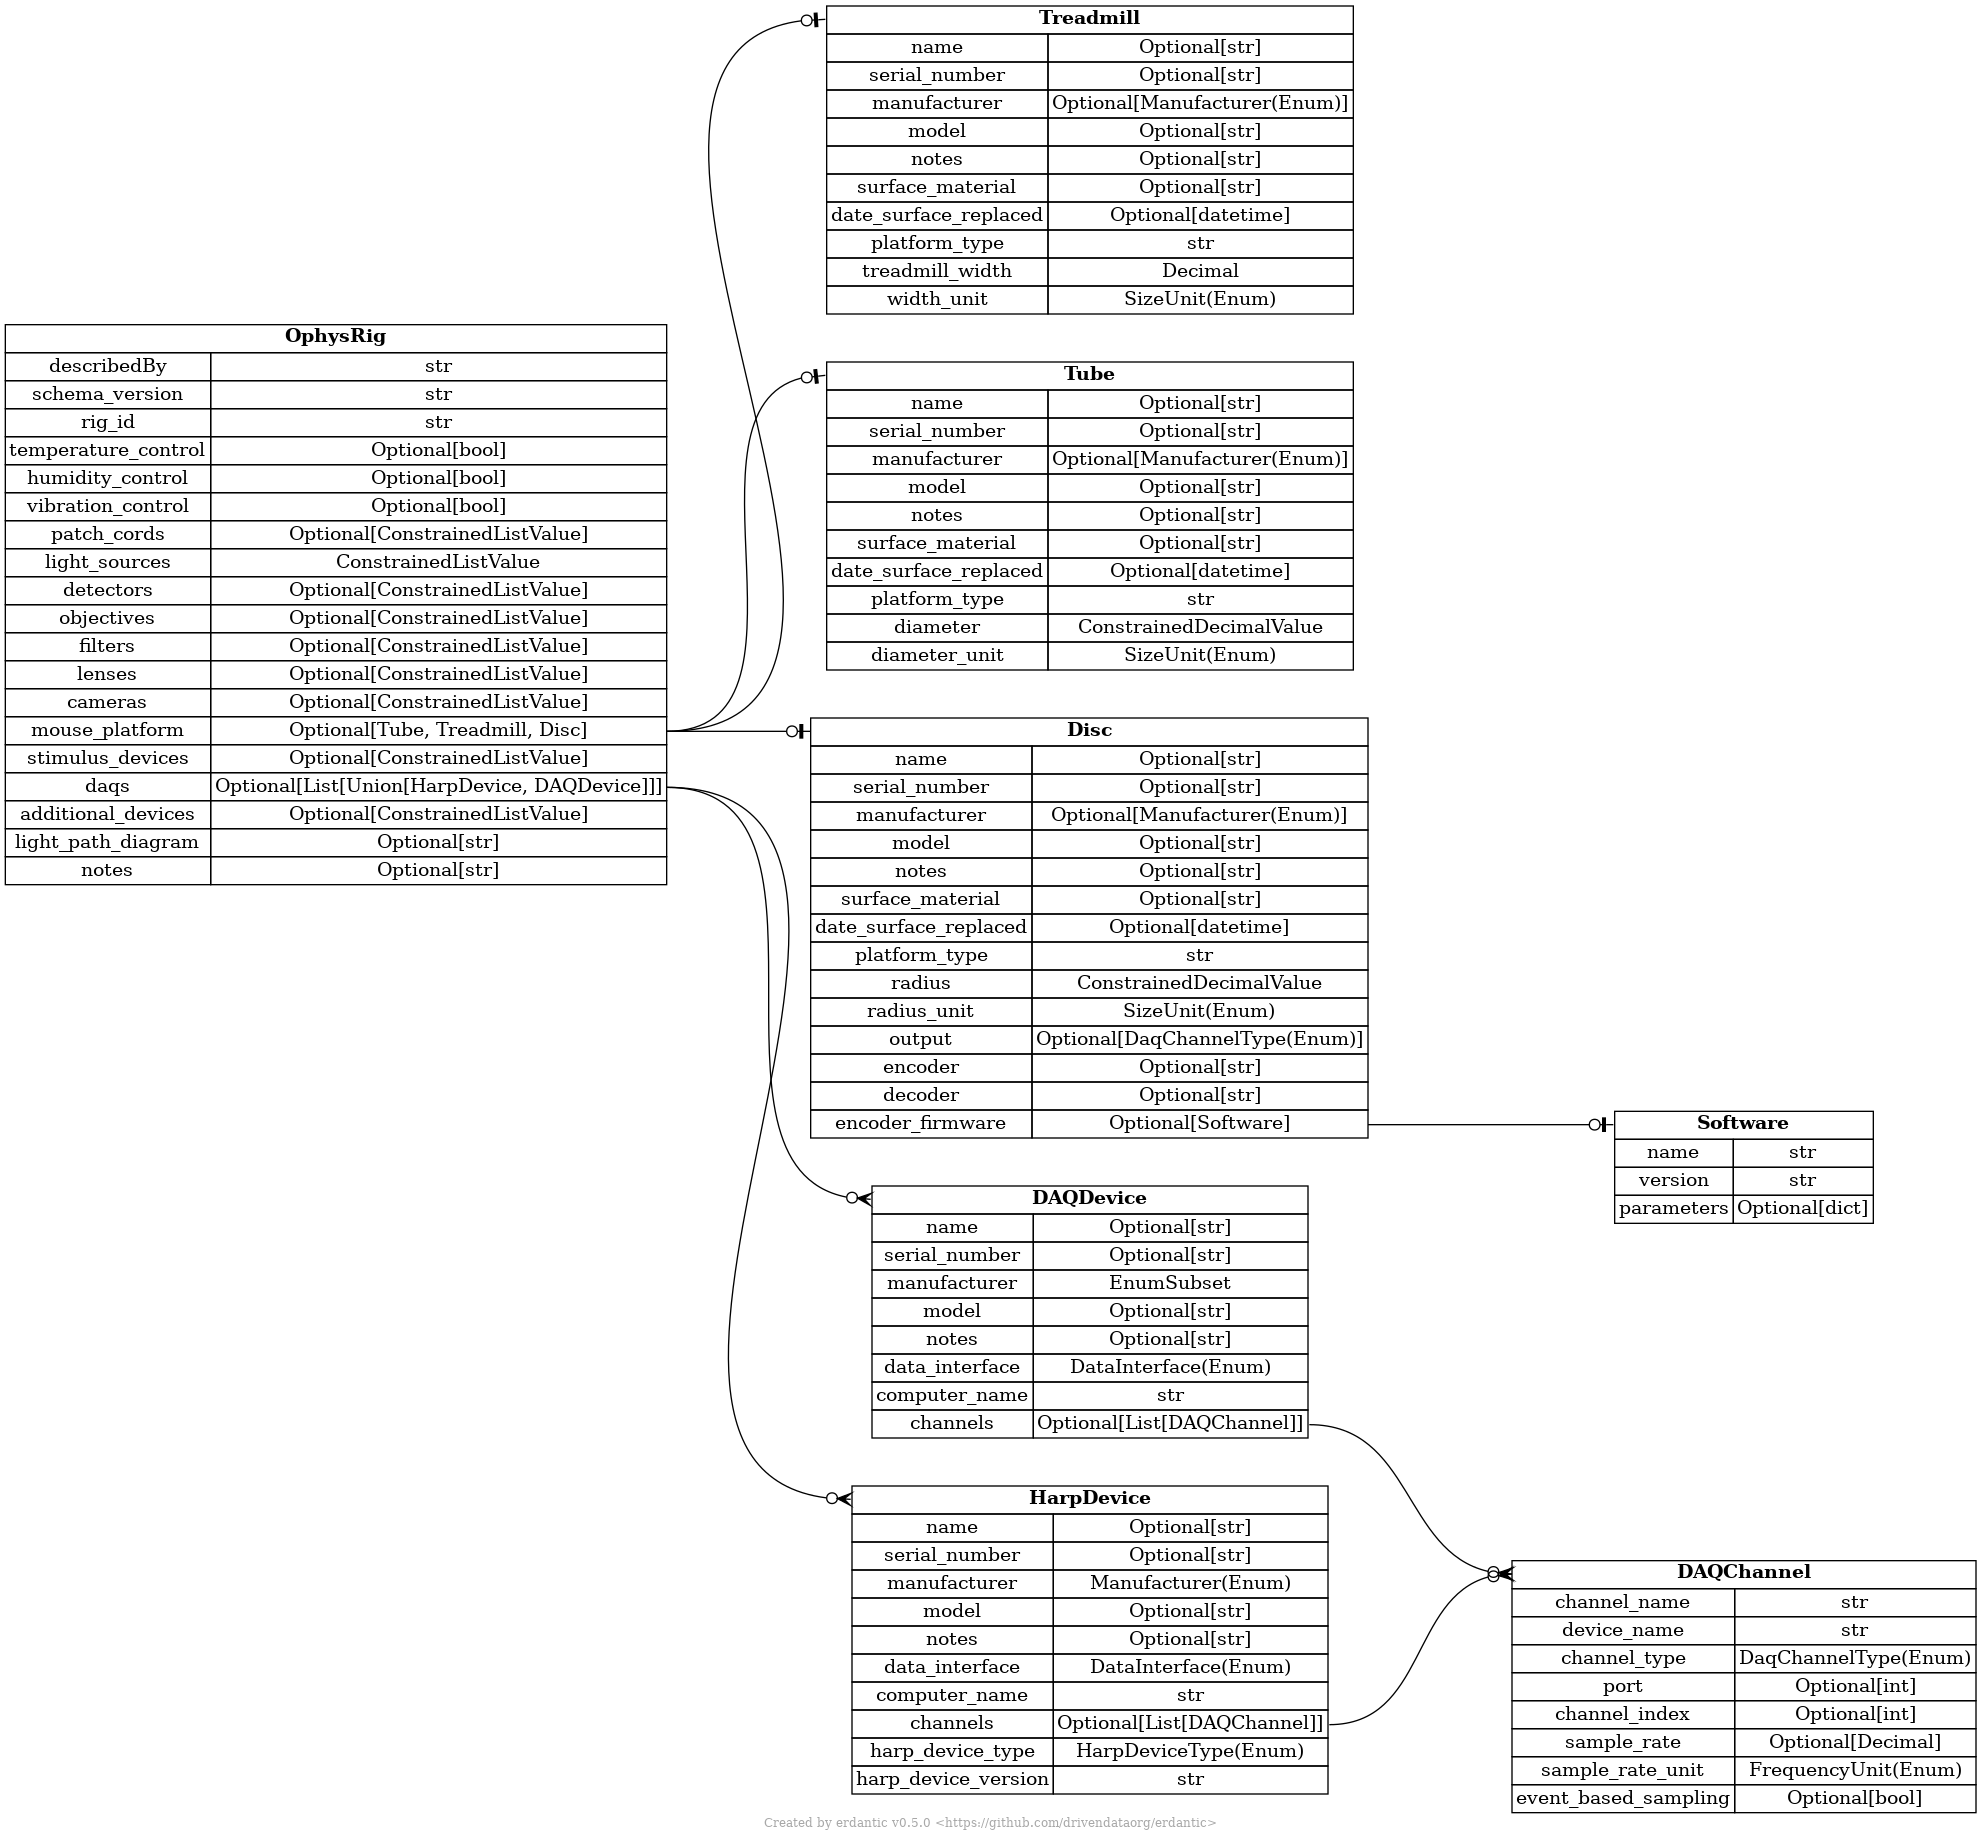 Treadmill
name Optional[str]
serial_number Optional[str]
manufacturer Optional[Manufacturer(Enum)]
model Optional[str]
notes Optional[str]
surface_material Optional[str]
date_surface_replaced Optional[datetime]
platform_type str
treadmill_width Decimal
width_unit SizeUnit(Enum)
OphysRig
describedBy str
schema_version str
rig_id str
temperature_control Optional[bool]
humidity_control Optional[bool]
vibration_control Optional[bool]
patch_cords Optional[ConstrainedListValue]
light_sources ConstrainedListValue
detectors Optional[ConstrainedListValue]
objectives Optional[ConstrainedListValue]
filters Optional[ConstrainedListValue]
lenses Optional[ConstrainedListValue]
cameras Optional[ConstrainedListValue]
mouse_platform Optional[Tube, Treadmill, Disc]
stimulus_devices Optional[ConstrainedListValue]
daqs Optional[List[Union[HarpDevice, DAQDevice]]]
additional_devices Optional[ConstrainedListValue]
light_path_diagram Optional[str]
notes Optional[str]
Tube
name Optional[str]
serial_number Optional[str]
manufacturer Optional[Manufacturer(Enum)]
model Optional[str]
notes Optional[str]
surface_material Optional[str]
date_surface_replaced Optional[datetime]
platform_type str
diameter ConstrainedDecimalValue
diameter_unit SizeUnit(Enum)
Disc
name Optional[str]
serial_number Optional[str]
manufacturer Optional[Manufacturer(Enum)]
model Optional[str]
notes Optional[str]
surface_material Optional[str]
date_surface_replaced Optional[datetime]
platform_type str
radius ConstrainedDecimalValue
radius_unit SizeUnit(Enum)
output Optional[DaqChannelType(Enum)]
encoder Optional[str]
decoder Optional[str]
encoder_firmware Optional[Software]
Software
name str
version str
parameters Optional[dict]
DAQDevice
name Optional[str]
serial_number Optional[str]
manufacturer EnumSubset
model Optional[str]
notes Optional[str]
data_interface DataInterface(Enum)
computer_name str
channels Optional[List[DAQChannel]]
HarpDevice
name Optional[str]
serial_number Optional[str]
manufacturer Manufacturer(Enum)
model Optional[str]
notes Optional[str]
data_interface DataInterface(Enum)
computer_name str
channels Optional[List[DAQChannel]]
harp_device_type HarpDeviceType(Enum)
harp_device_version str
DAQChannel
channel_name str
device_name str
channel_type DaqChannelType(Enum)
port Optional[int]
channel_index Optional[int]
sample_rate Optional[Decimal]
sample_rate_unit FrequencyUnit(Enum)
event_based_sampling Optional[bool]
Created by erdantic v0.5.0 <https://github.com/drivendataorg/erdantic>